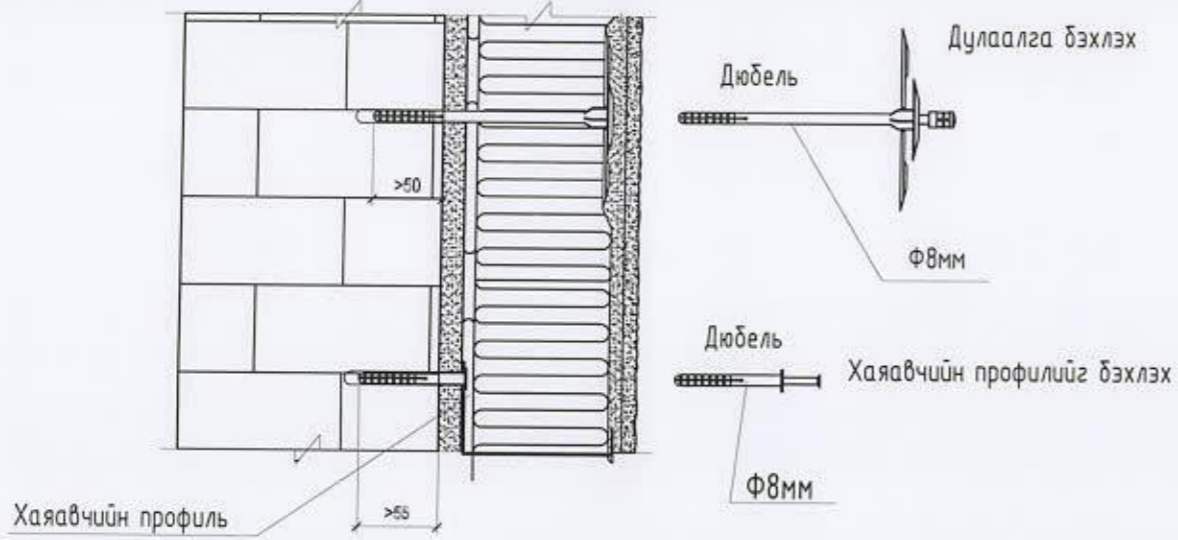 Дулаалга бэхлэх
Дюбель
>50
Ф8мм
Дюбель
Хаяавчийн профилийг бэхлэх
Ф8мм
>55
Хаяавчийн профиль